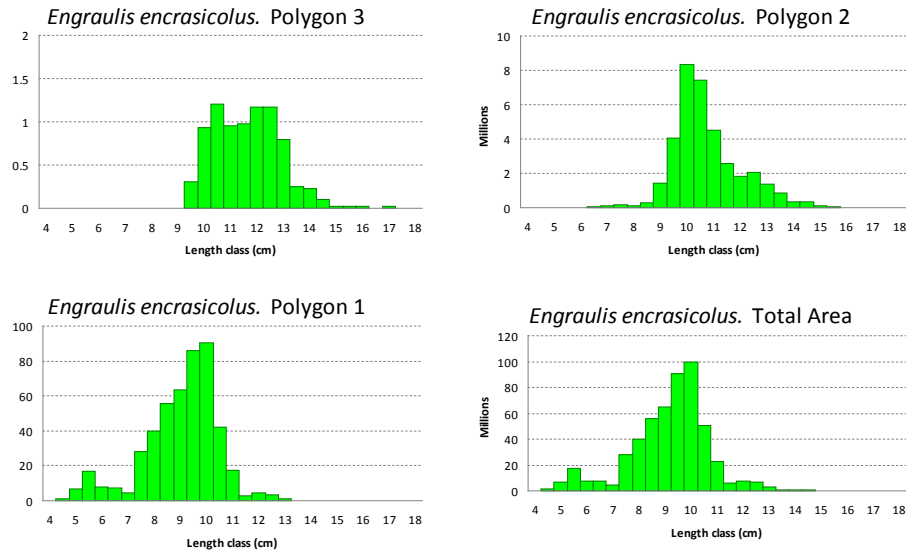 Engraulis encrasicolus. Polygon 3
2
1.5
1
0.5
0
4 5 6 7 8 9 10 11 12 13 14 15 16 17 18
Length class (cm)
Engraulis encrasicolus. Polygon 2
Millions
10
8
6
4
2
0
4 5 6 7 8 9 10 11 12 13 14 15 16 17 18
Length class (cm)
Engraulis encrasicolus. Polygon 1
100
80
60
40
20
0
4 5 6 7 8 9 10 11 12 13 14 15 16 17 18
Length class (cm)
Engraulis encrasicolus. Total Area
Millions
120
100
80
60
40
20
0
4 5 6 7 8 9 10 11 12 13 14 15 16 17 18
Length class (cm)